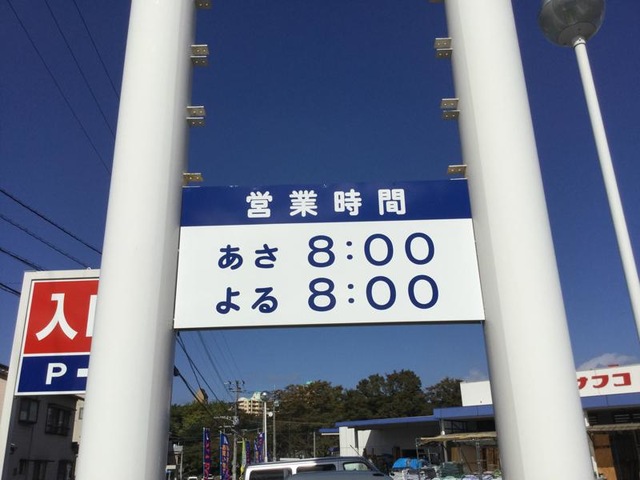 営業時間
あさ 8:00
よる 8:00
入
P
サフコ